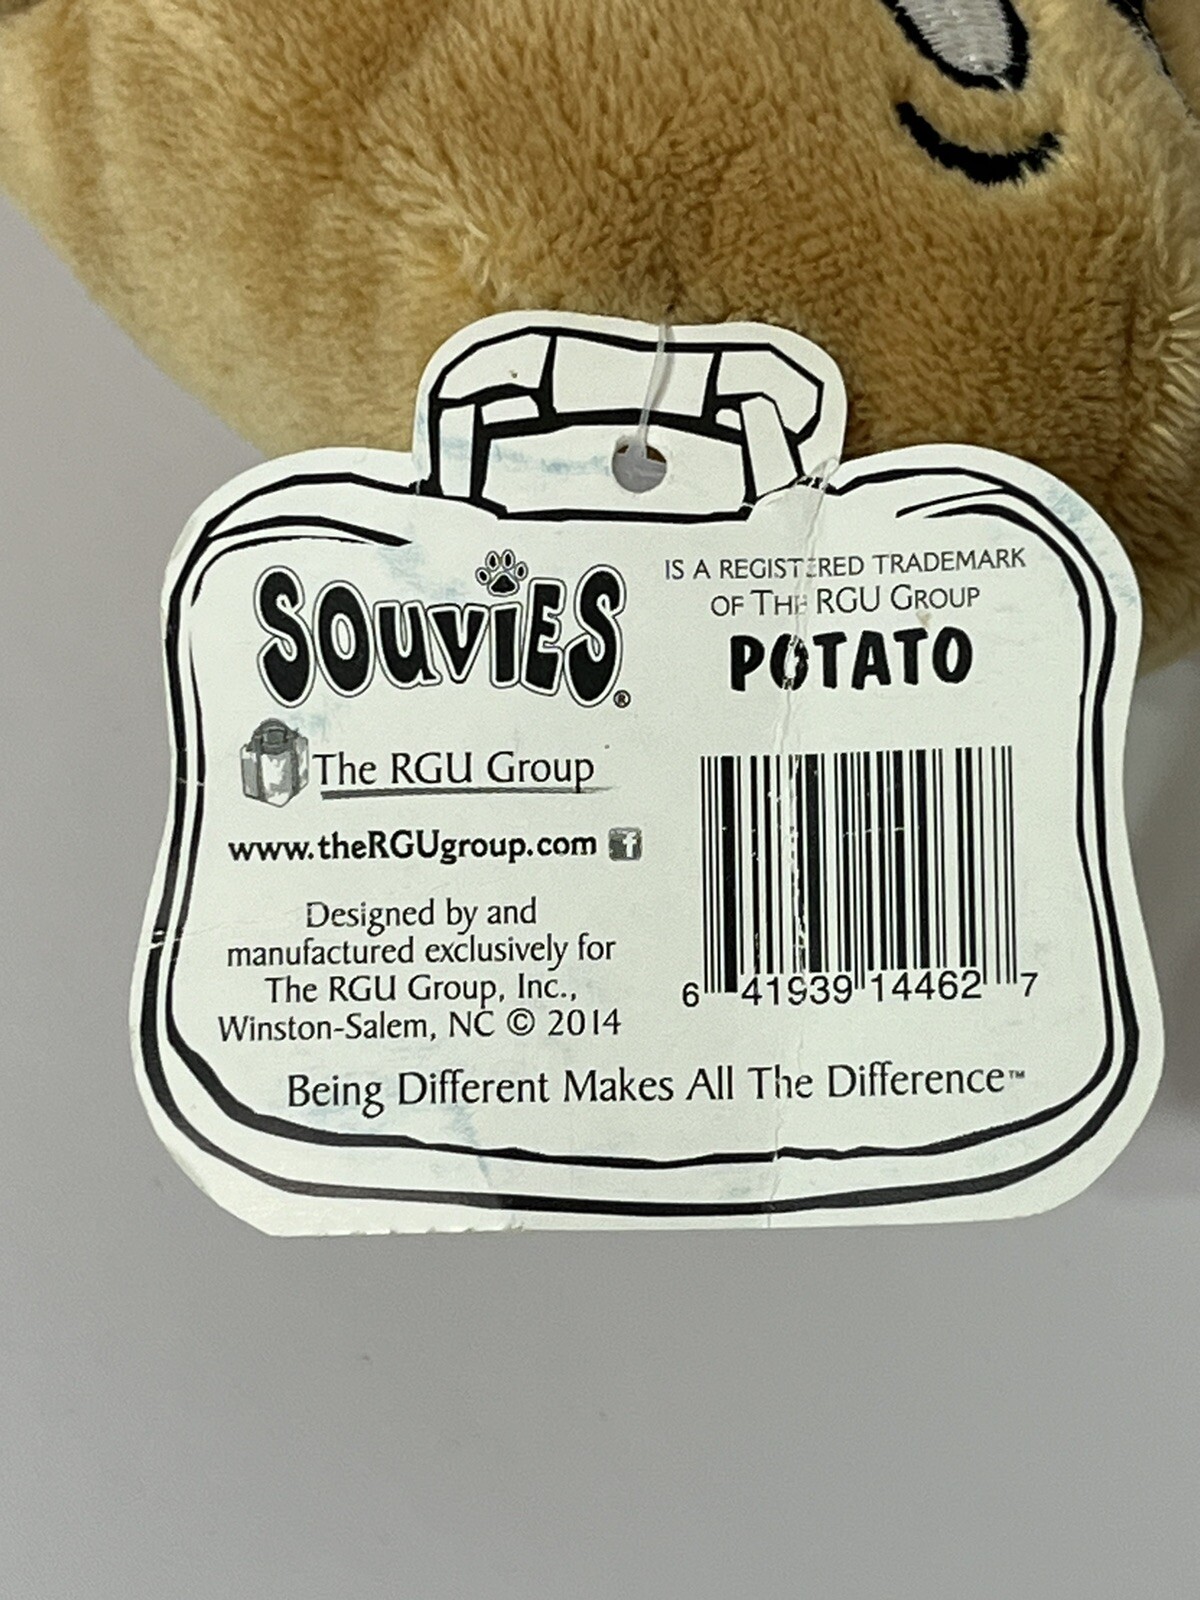 SOUVIES®
IS A REGISTERED TRADEMARK
OF THE RGU GROUP
POTATO
The RGU Group
www.theRGUgroup.com f
Designed by and
manufactured exclusively for
The RGU Group, Inc.,
Winston-Salem, NC © 2014
6 41939 14462 7
Being Different Makes All The Difference™